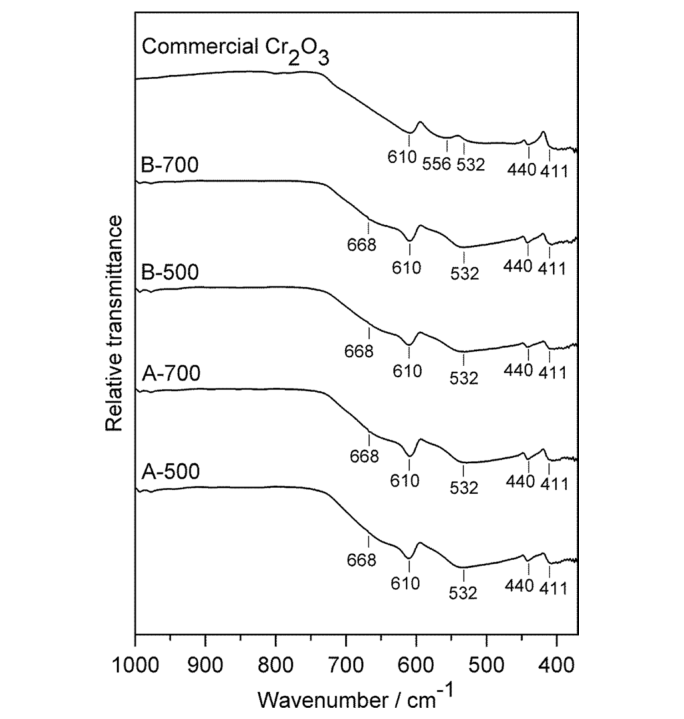 Commercial Cr₂O₃
610 556 532 440 411
B-700
668 610 532 440 411
B-500
668 610 532 440 411
A-700
668 610 532 440 411
A-500
668 610 532 440 411
Relative transmittance
1000 900 800 700 600 500 400
Wavenumber / cm⁻¹